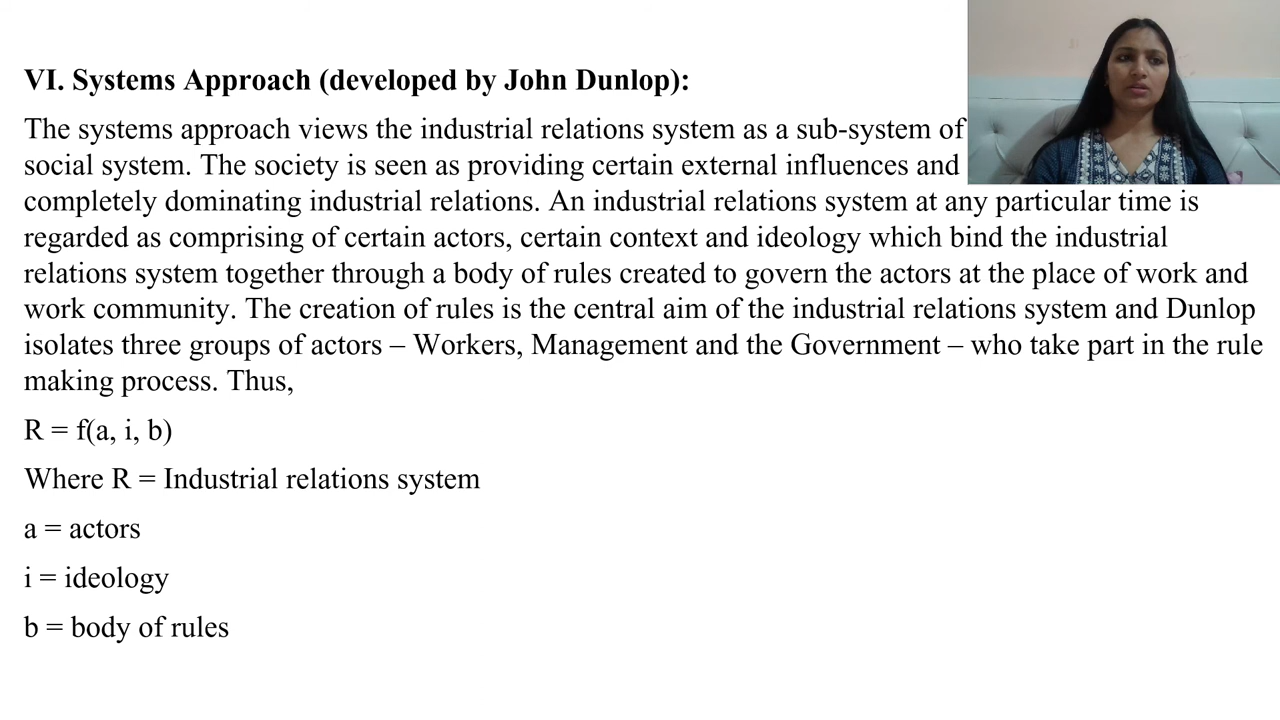 VI. Systems Approach (developed by John Dunlop):
The systems approach views the industrial relations system as a sub-system of
social system. The society is seen as providing certain external influences and
completely dominating industrial relations. An industrial relations system at any particular time is
regarded as comprising of certain actors, certain context and ideology which bind the industrial
relations system together through a body of rules created to govern the actors at the place of work and
work community. The creation of rules is the central aim of the industrial relations system and Dunlop
isolates three groups of actors – Workers, Management and the Government – who take part in the rule
making process. Thus,
R = f(a, i, b)
Where R = Industrial relations system
a = actors
i = ideology
b = body of rules